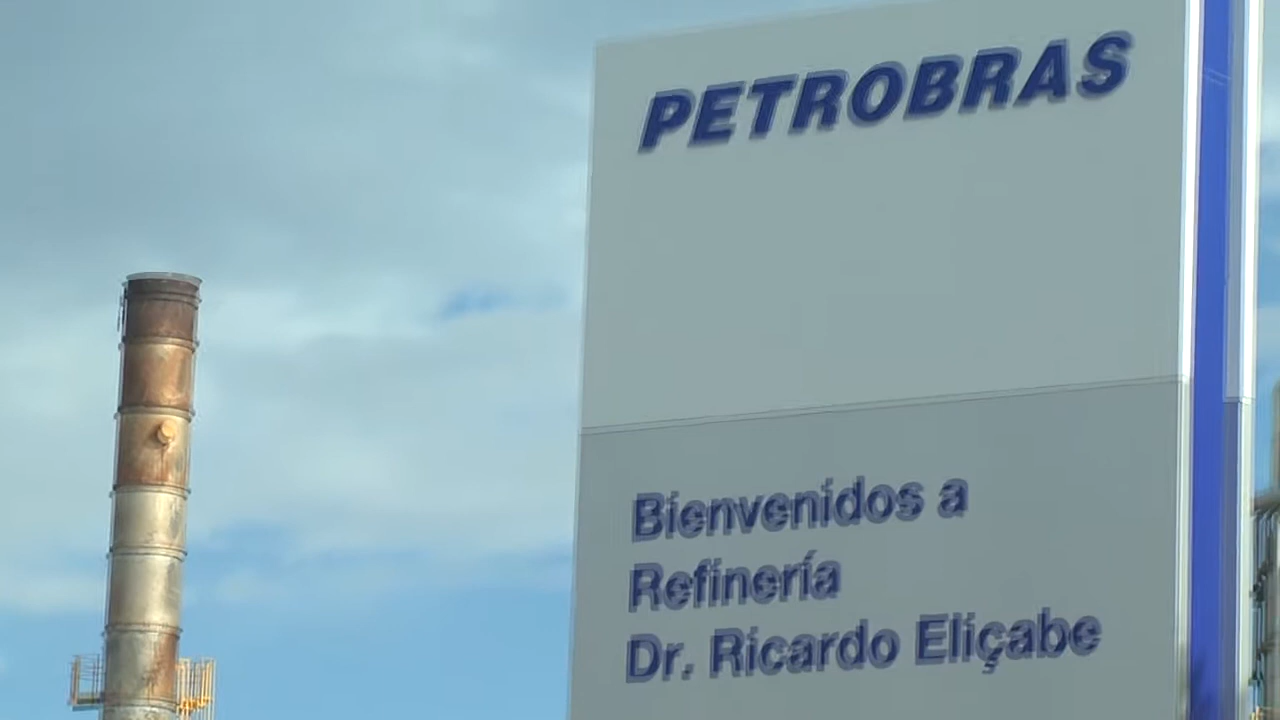 PETROBRAS
Bienvenidos a
Refinería
Dr. Ricardo Eliçabe